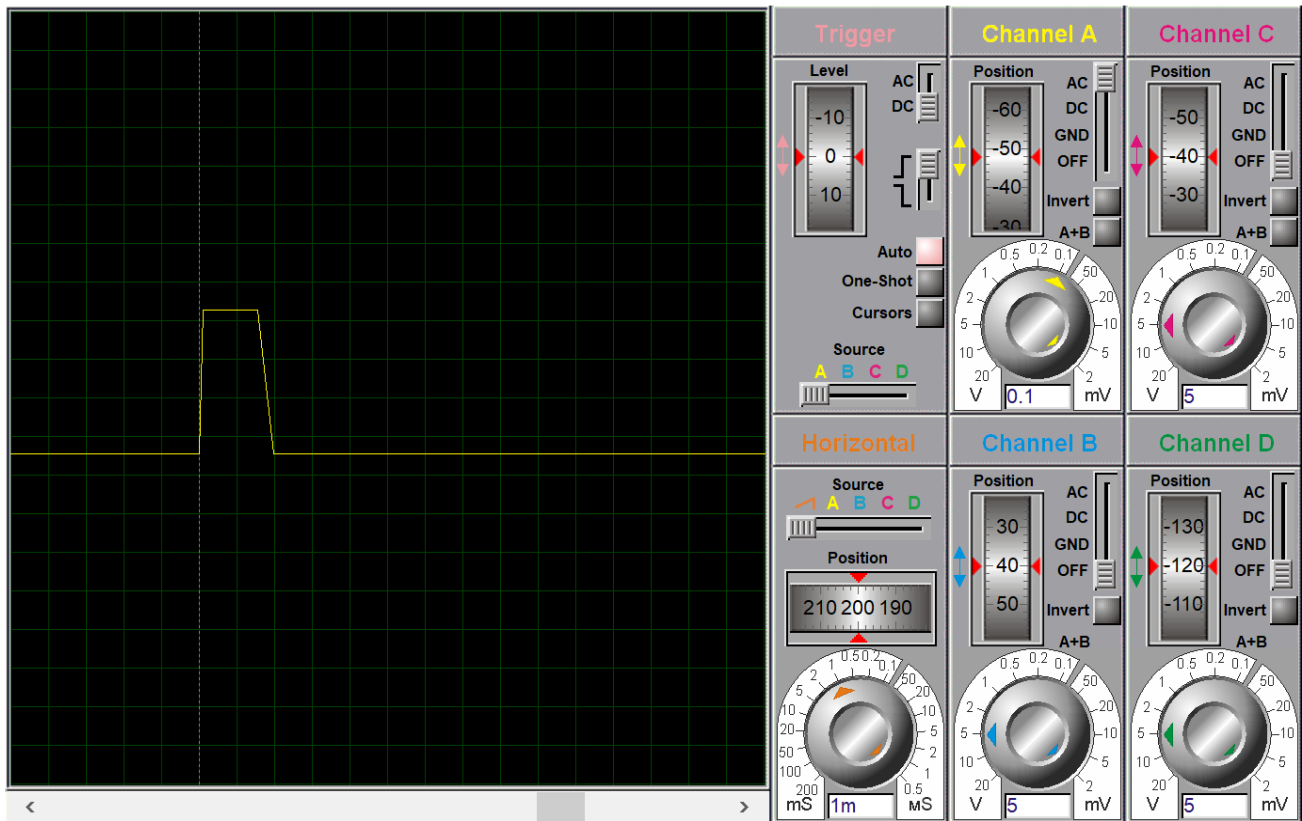 Trigger
Level
-10
0
10
AC
DC
Auto
One-Shot
Cursors
Source
A B C D
Channel A
Position
-60
-50
-40
-30
AC
DC
GND
OFF
Invert
A+B
20 10 5 2 1 0.5 0.2 0.1 50 20 10 5 2
V 0.1 mV
Channel C
Position
-50
-40
-30
AC
DC
GND
OFF
Invert
A+B
20 10 5 2 1 0.5 0.2 0.1 50 20 10 5 2
V 5 mV
Horizontal
Source
A B C D
Position
210 200 190
200 100 50 20 10 5 2 1 0.5 0.2 0.1 50 20 10 5 2 1 0.5
mS 1m мS
Channel B
Position
30
40
50
AC
DC
GND
OFF
Invert
A+B
20 10 5 2 1 0.5 0.2 0.1 50 20 10 5 2
V 5 mV
Channel D
Position
-130
-120
-110
AC
DC
GND
OFF
Invert
A+B
20 10 5 2 1 0.5 0.2 0.1 50 20 10 5 2
V 5 mV